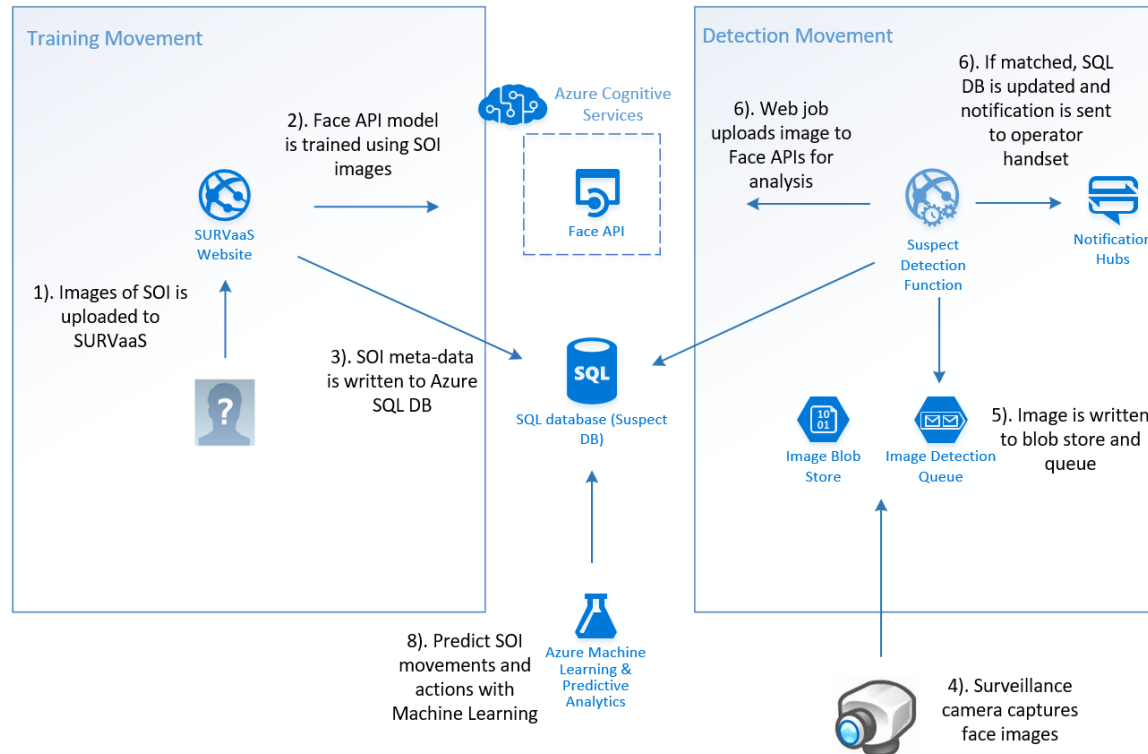 Training Movement
Detection Movement
Azure Cognitive
Services
2). Face API model
is trained using SOI
images
6). Web job
uploads image to
Face APIs for
analysis
6). If matched, SQL
DB is updated and
notification is sent
to operator
handset
SURVaaS
Website
Face API
Suspect
Detection
Function
Notification
Hubs
1). Images of SOI is
uploaded to
SURVaaS
?
3). SOI meta-data
is written to Azure
SQL DB
SQL
SQL database (Suspect
DB)
10
01
Image Blob
Store
Image Detection
Queue
5). Image is written
to blob store and
queue
8). Predict SOI
movements and
actions with
Machine Learning
Azure Machine
Learning &
Predictive
Analytics
4). Surveillance
camera captures
face images